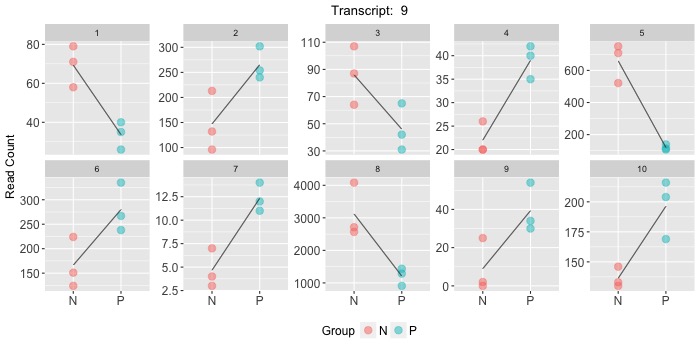 Transcript: 9
1 2 3 4 5
80 60 40
300 250 200 150 100
110 90 70 50 30
40 35 30 25 20
600 400 200
Read Count
6 7 8 9 10
300 250 200 150
12.5 10.0 7.5 5.0 2.5
4000 3000 2000 1000
40 20 0
200 150
N P N P N P N P N P
Group N P